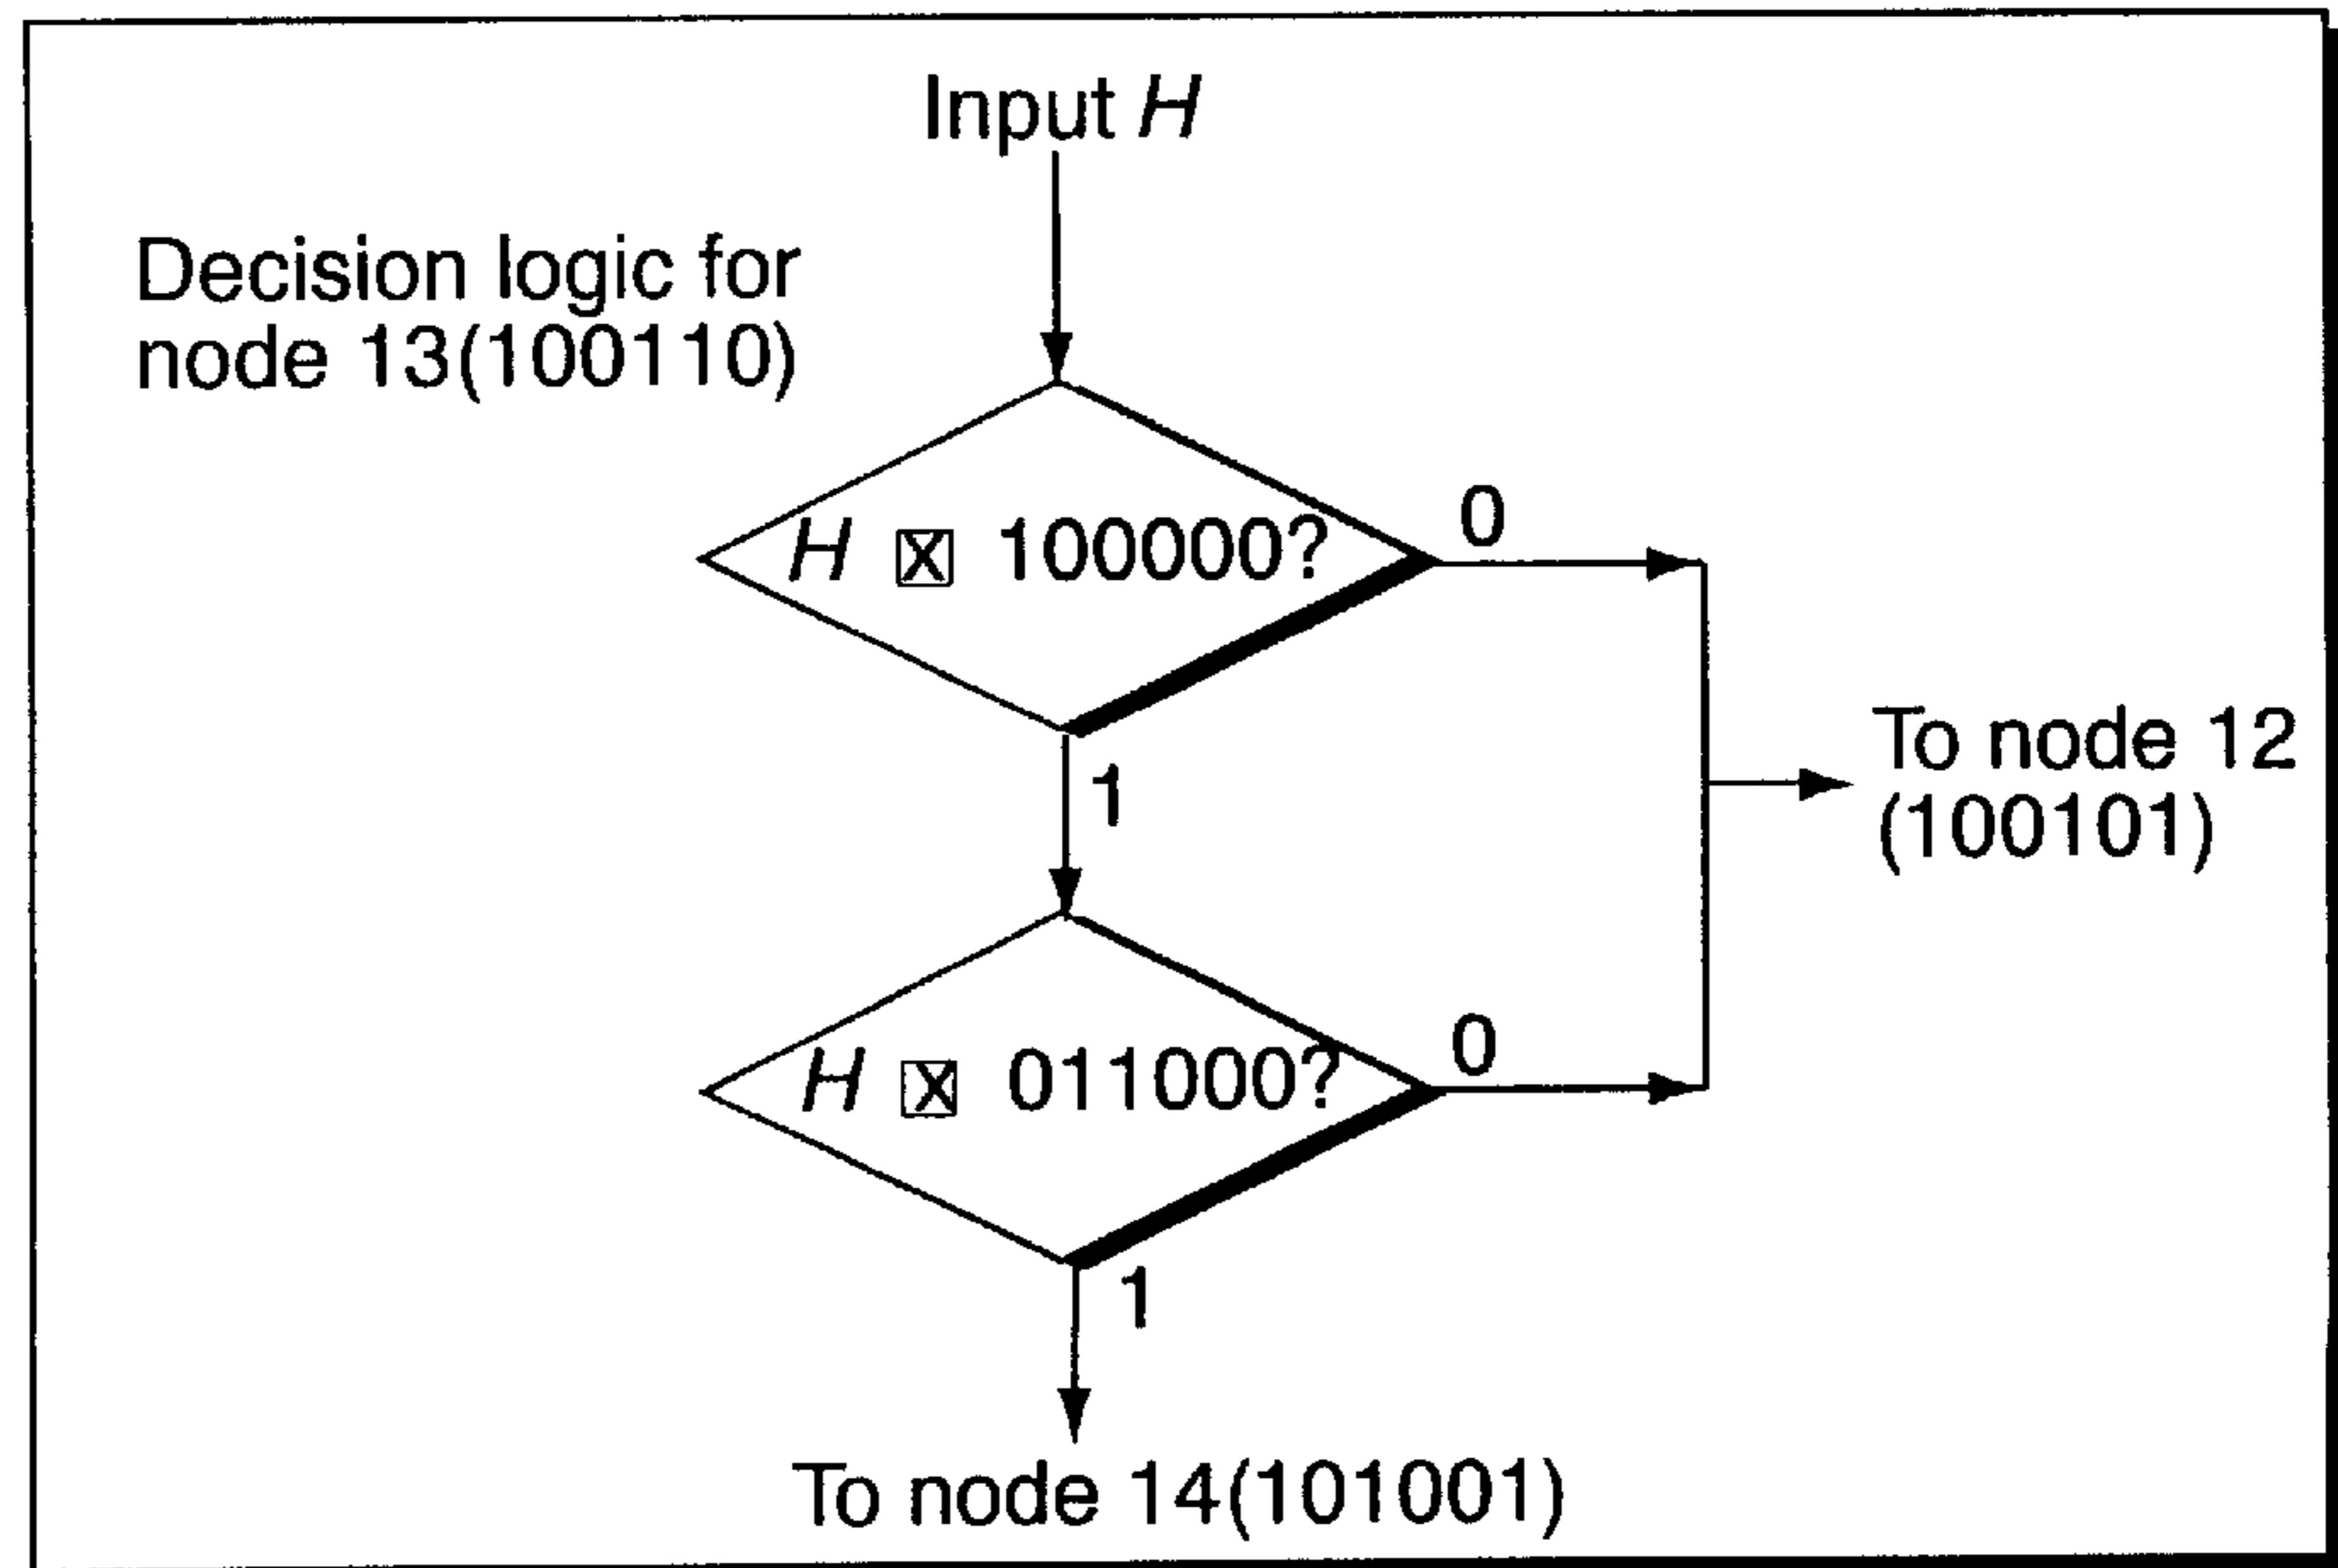 Input H
Decision logic for
node 13(100110)
H ☒ 100000?
0
1
To node 12
(100101)
H ☒ 011000?
0
1
To node 14(101001)